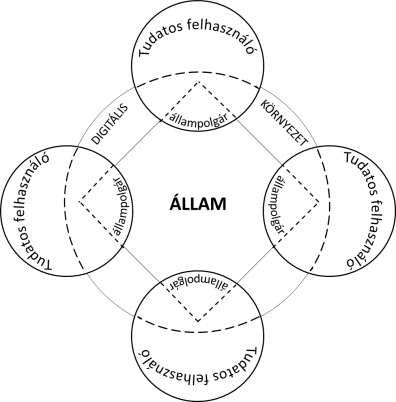 Tudatos felhasználó
állampolgár
DIGITÁLIS
KÖRNYEZET
Tudatos felhasználó
állampolgár
ÁLLAM
állampolgár
Tudatos felhasználó
állampolgár
Tudatos felhasználó